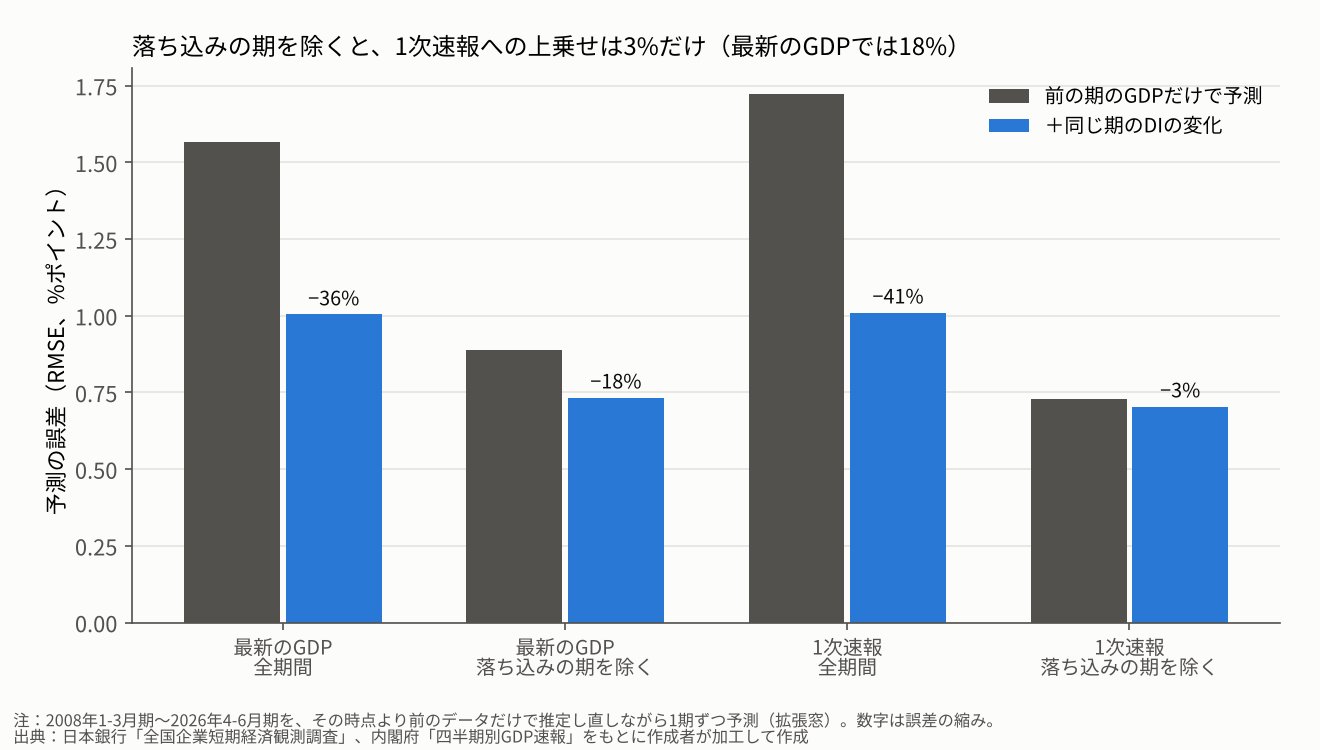 落ち込みの期を除くと、1次速報への上乗せは3%だけ（最新のGDPでは18%）
前の期のGDPだけで予測
＋同じ期のDIの変化
予測の誤差（RMSE、%ポイント）
1.75
1.50
1.25
1.00
0.75
0.50
0.25
0.00
−36%
−18%
−41%
−3%
最新のGDP
全期間
最新のGDP
落ち込みの期を除く
1次速報
全期間
1次速報
落ち込みの期を除く
注：2008年1-3月期〜2026年4-6月期を、その時点より前のデータだけで推定し直しながら1期ずつ予測（拡張窓）。数字は誤差の縮み。
出典：日本銀行「全国企業短期経済観測調査」、内閣府「四半期別GDP速報」をもとに作成者が加工して作成